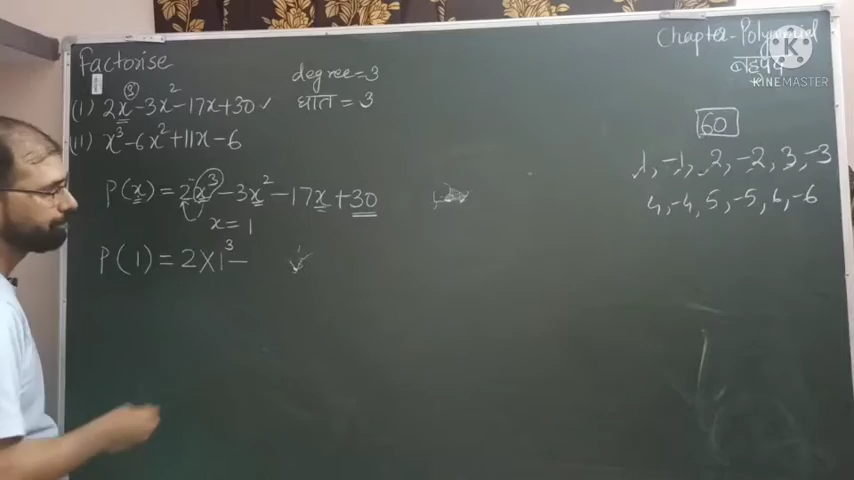 Factorise
(i) 2x³-3x²-17x+30 ✓
(ii) x³-6x²+11x-6
degree=3
घात=3
Chapter-Polynomial
बहुपद
K
KINEMASTER
60
1, -1, 2, -2, 3, -3
4, -4, 5, -5, 6, -6
P(x)=2x³-3x²-17x+30
x=1
P(1)=2×1³-